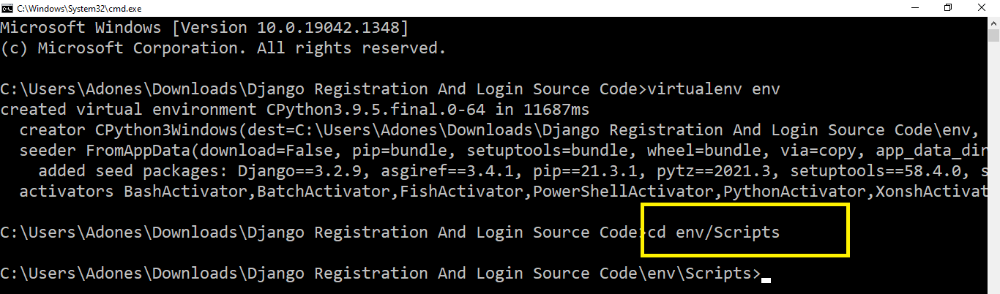 C:\Windows\System32\cmd.exe
Microsoft Windows [Version 10.0.19042.1348]
(c) Microsoft Corporation. All rights reserved.
C:\Users\Adones\Downloads\Django Registration And Login Source Code>virtualenv env
created virtual environment CPython3.9.5.final.0-64 in 11687ms
creator CPython3Windows(dest=C:\Users\Adones\Downloads\Django Registration And Login Source Code\env,
seeder FromAppData(download=False, pip=bundle, setuptools=bundle, wheel=bundle, via=copy, app_data_dir
added seed packages: Django==3.2.9, asgiref==3.4.1, pip==21.3.1, pytz==2021.3, setuptools==58.4.0, s
activators BashActivator,BatchActivator,FishActivator,PowerShellActivator,PythonActivator,XonshActivat
C:\Users\Adones\Downloads\Django Registration And Login Source Code>cd env/Scripts
C:\Users\Adones\Downloads\Django Registration And Login Source Code\env\Scripts>